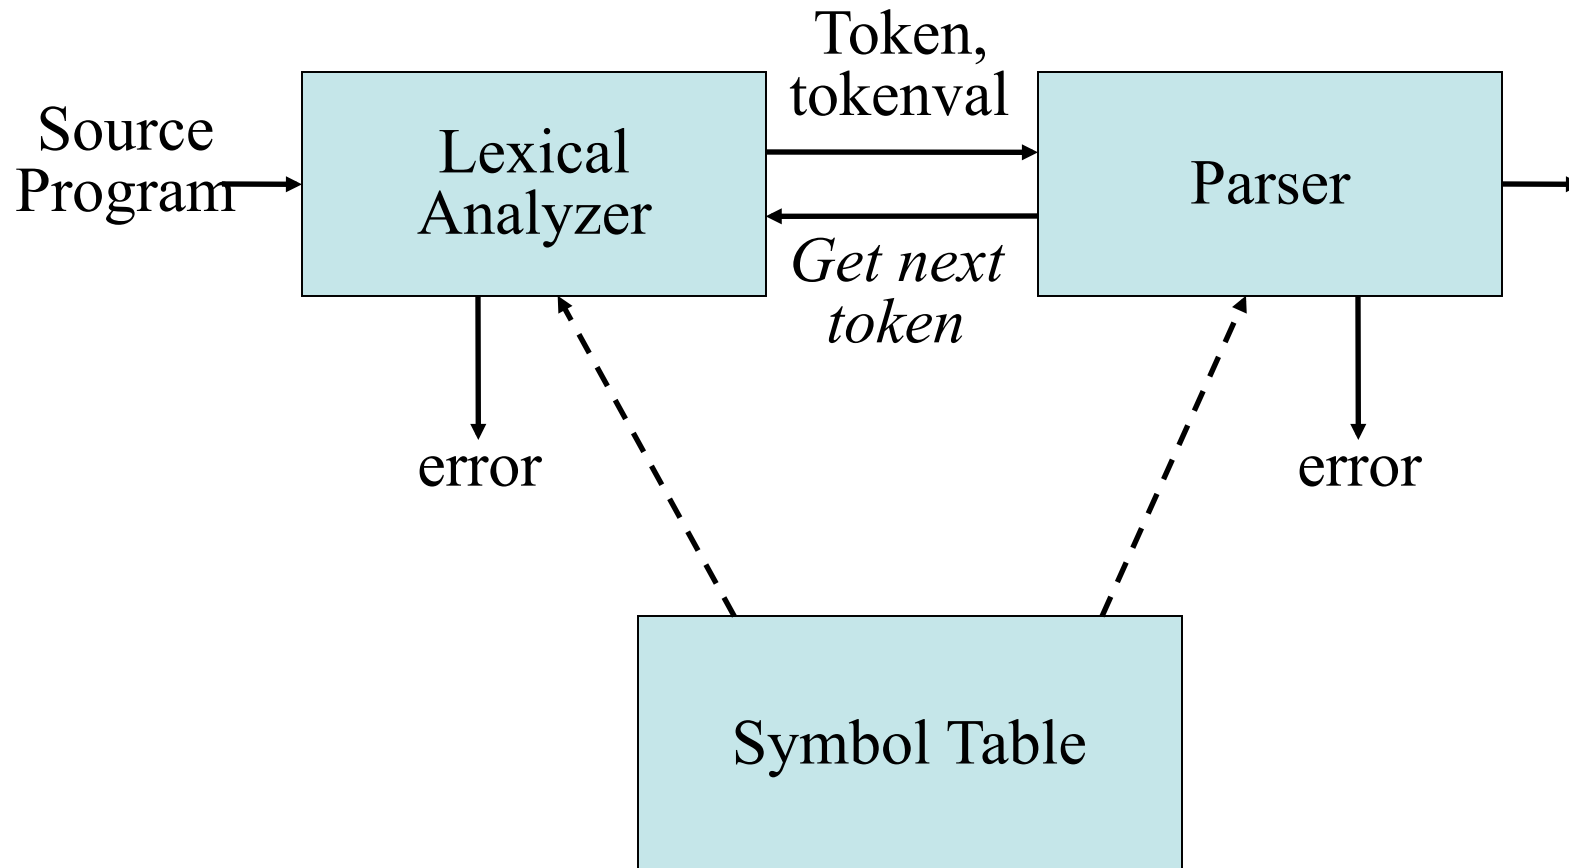 Token,
tokenval
Source
Program
Lexical
Analyzer
Parser
Get next
token
error
error
Symbol Table